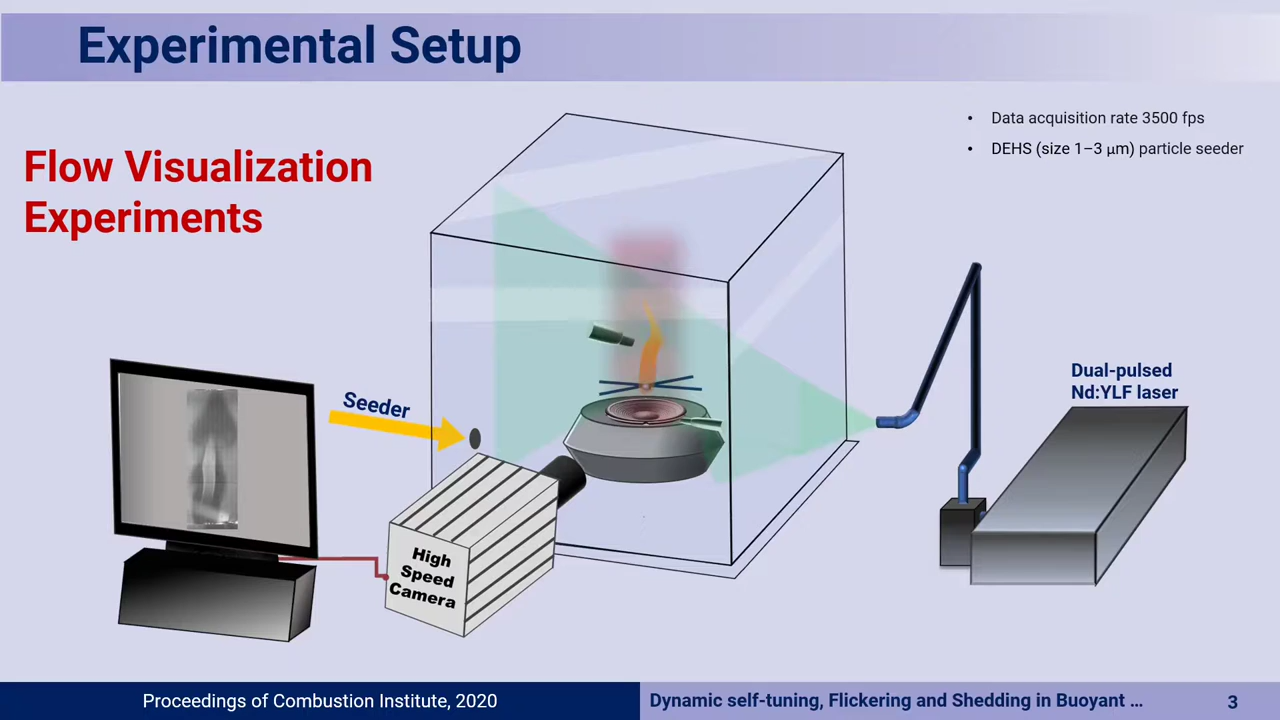 Experimental Setup
• Data acquisition rate 3500 fps
• DEHS (size 1–3 μm) particle seeder
Flow Visualization
Experiments
Dual-pulsed
Nd:YLF laser
Seeder
High
Speed
Camera
Proceedings of Combustion Institute, 2020
Dynamic self-tuning, Flickering and Shedding in Buoyant ...
3